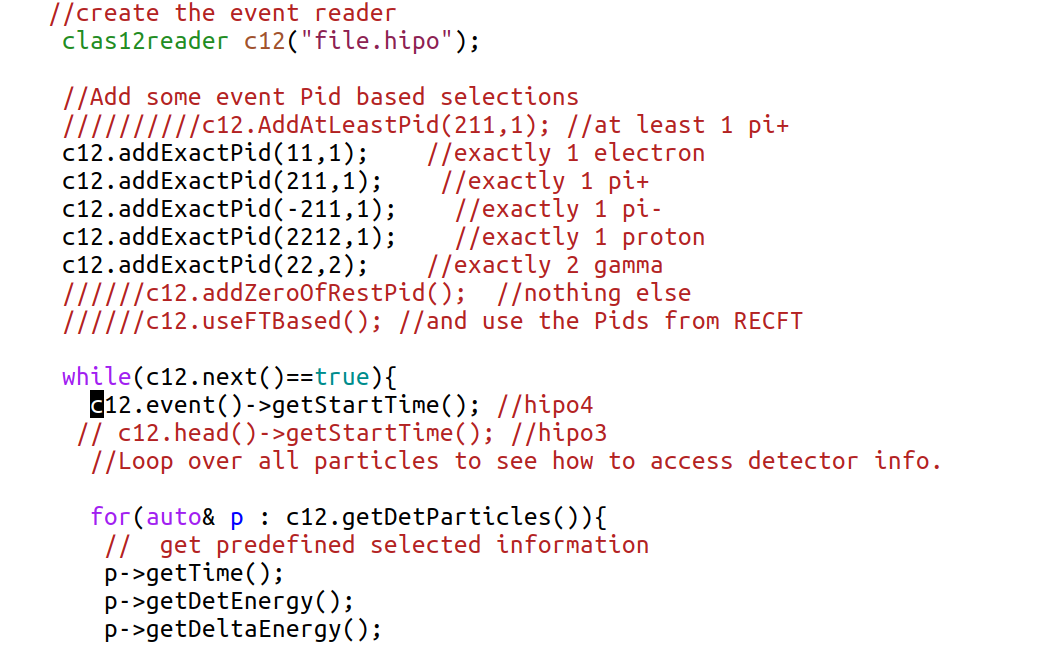 //create the event reader
clas12reader c12("file.hipo");
//Add some event Pid based selections
//////////c12.AddAtLeastPid(211,1); //at least 1 pi+
c12.addExactPid(11,1);    //exactly 1 electron
c12.addExactPid(211,1);    //exactly 1 pi+
c12.addExactPid(-211,1);    //exactly 1 pi-
c12.addExactPid(2212,1);    //exactly 1 proton
c12.addExactPid(22,2);    //exactly 2 gamma
//////c12.addZeroOfRestPid();  //nothing else
//////c12.useFTBased(); //and use the Pids from RECFT
while(c12.next()==true){
c12.event()->getStartTime(); //hipo4
// c12.head()->getStartTime(); //hipo3
//Loop over all particles to see how to access detector info.
for(auto& p : c12.getDetParticles()){
//  get predefined selected information
p->getTime();
p->getDetEnergy();
p->getDeltaEnergy();